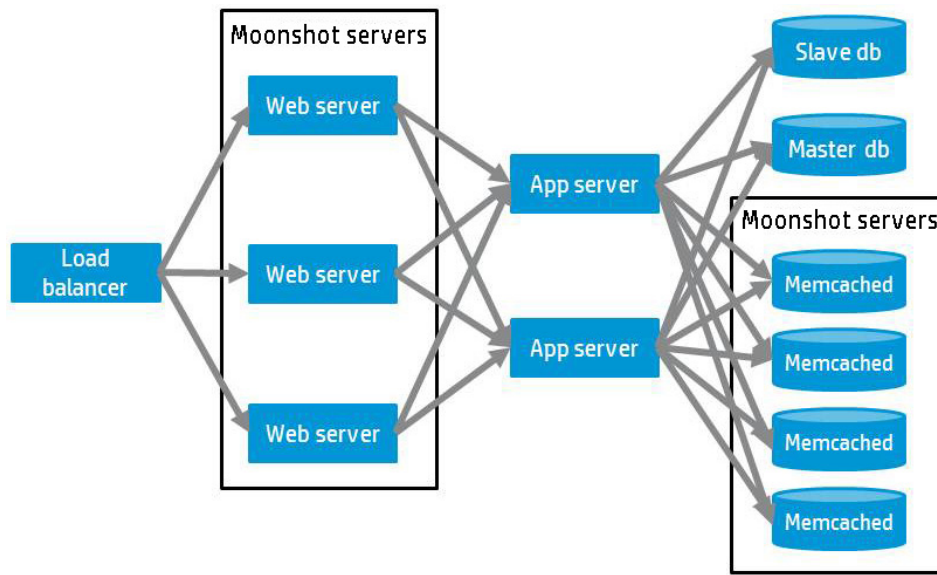 Moonshot servers
Web server
Web server
Web server
Load
balancer
App server
App server
Slave db
Master db
Moonshot servers
Memcached
Memcached
Memcached
Memcached